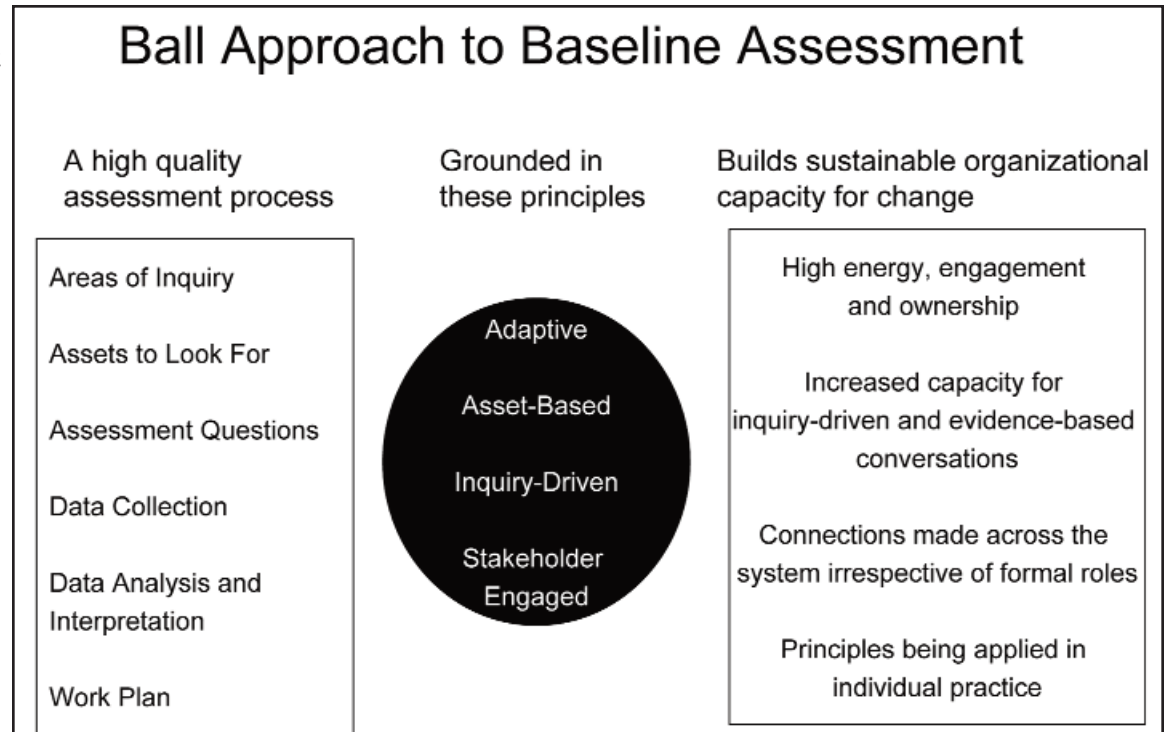 Ball Approach to Baseline Assessment
A high quality
assessment process
Areas of Inquiry
Assets to Look For
Assessment Questions
Data Collection
Data Analysis and
Interpretation
Work Plan
Grounded in
these principles
Adaptive
Asset-Based
Inquiry-Driven
Stakeholder
Engaged
Builds sustainable organizational
capacity for change
High energy, engagement
and ownership
Increased capacity for
inquiry-driven and evidence-based
conversations
Connections made across the
system irrespective of formal roles
Principles being applied in
individual practice